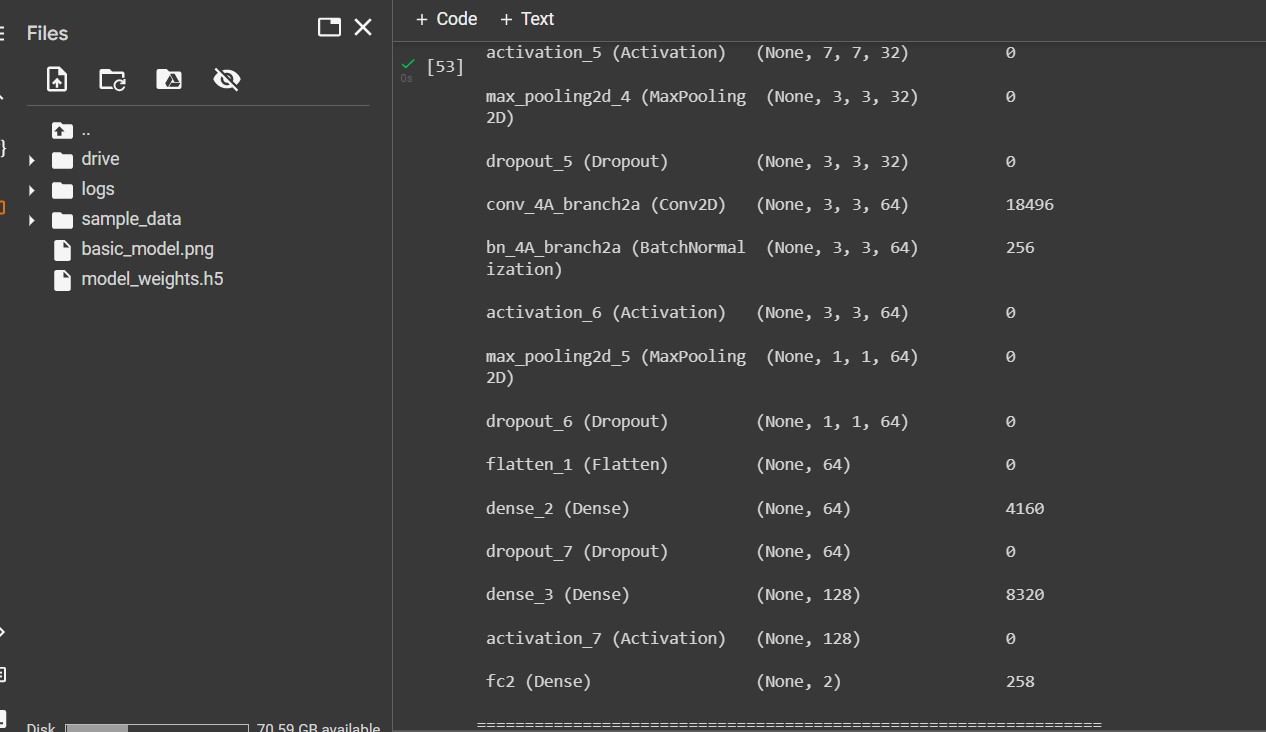 Files
..
drive
logs
sample_data
basic_model.png
model_weights.h5
Disk 70.59 GB available
+ Code + Text
[53]
0s
activation_5 (Activation) (None, 7, 7, 32) 0
max_pooling2d_4 (MaxPooling (None, 3, 3, 32) 0
2D)
dropout_5 (Dropout) (None, 3, 3, 32) 0
conv_4A_branch2a (Conv2D) (None, 3, 3, 64) 18496
bn_4A_branch2a (BatchNormal (None, 3, 3, 64) 256
ization)
activation_6 (Activation) (None, 3, 3, 64) 0
max_pooling2d_5 (MaxPooling (None, 1, 1, 64) 0
2D)
dropout_6 (Dropout) (None, 1, 1, 64) 0
flatten_1 (Flatten) (None, 64) 0
dense_2 (Dense) (None, 64) 4160
dropout_7 (Dropout) (None, 64) 0
dense_3 (Dense) (None, 128) 8320
activation_7 (Activation) (None, 128) 0
fc2 (Dense) (None, 2) 258
=================================================================